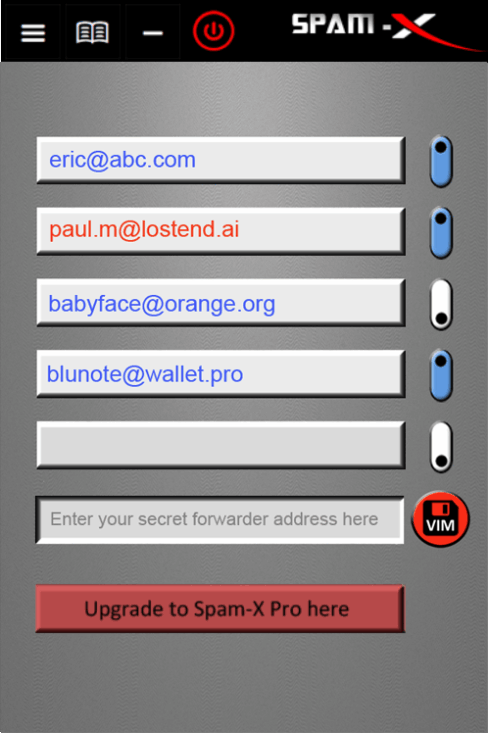 SPAM-X
eric@abc.com
paul.m@lostend.ai
babyface@orange.org
blunote@wallet.pro
Enter your secret forwarder address here
VIM
Upgrade to Spam-X Pro here